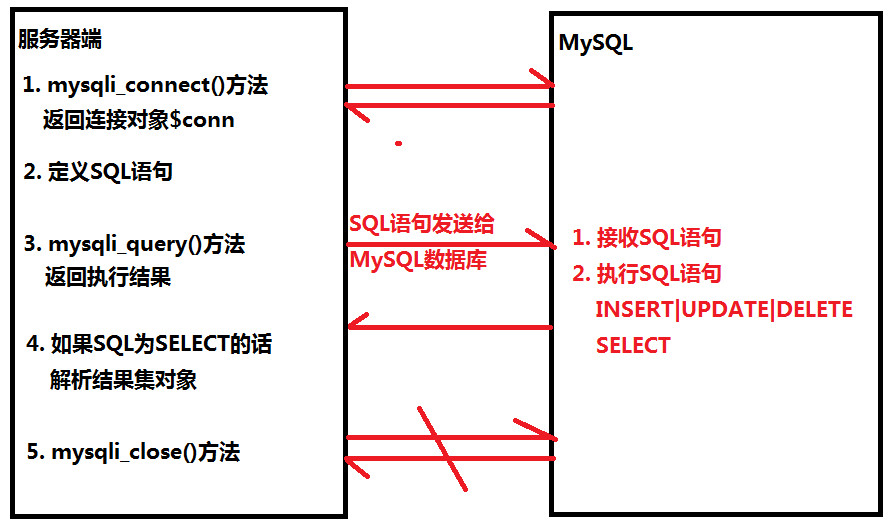 服务器端
1. mysqli_connect()方法
返回连接对象$conn
2. 定义SQL语句
3. mysqli_query()方法
返回执行结果
4. 如果SQL为SELECT的话
解析结果集对象
5. mysqli_close()方法
SQL语句发送给
MySQL数据库
MySQL
1. 接收SQL语句
2. 执行SQL语句
INSERT|UPDATE|DELETE
SELECT